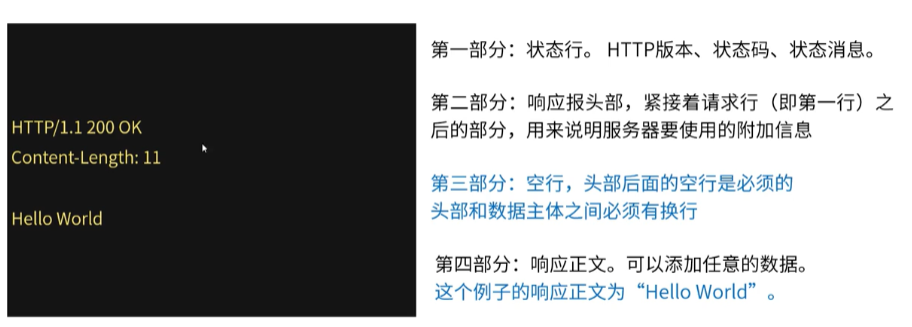 HTTP/1.1 200 OK
Content-Length: 11
Hello World
第一部分：状态行。 HTTP版本、状态码、状态消息。
第二部分：响应报头部，紧接着请求行（即第一行）之
后的部分，用来说明服务器要使用的附加信息
第三部分：空行，头部后面的空行是必须的
头部和数据主体之间必须有换行
第四部分：响应正文。可以添加任意的数据。
这个例子的响应正文为“Hello World”。